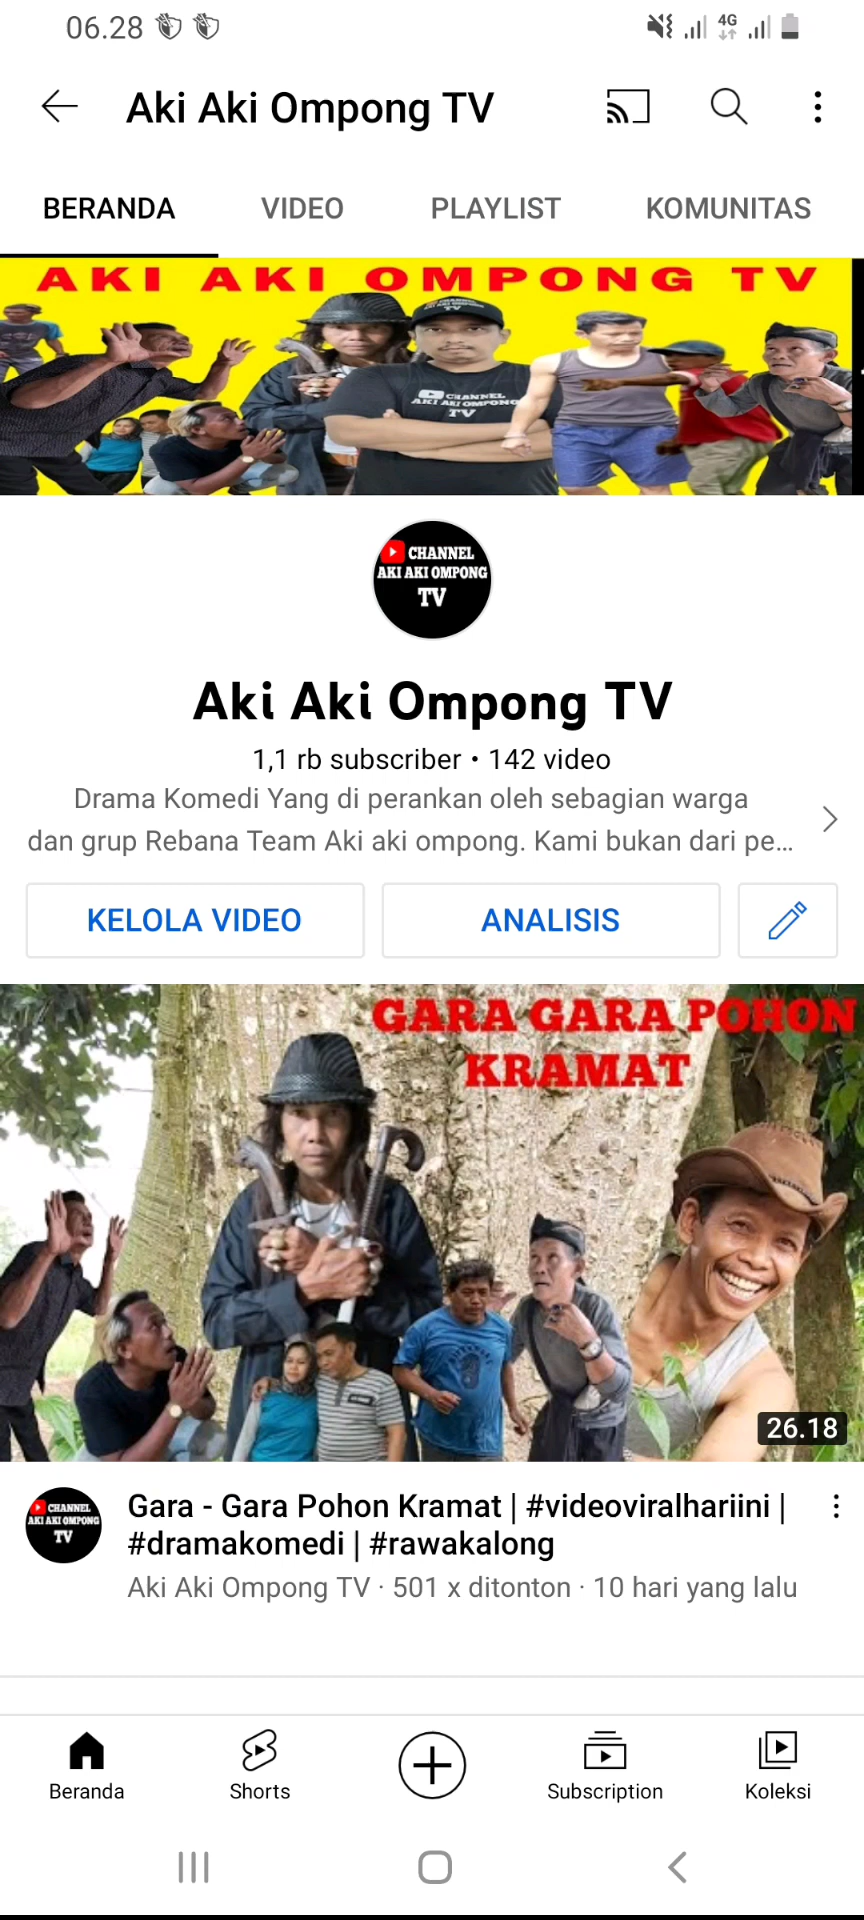 06.28
4G
Aki Aki Ompong TV
BERANDA VIDEO PLAYLIST KOMUNITAS
AKI AKI OMPONG TV
CHANNEL
AKI AKI OMPONG
TV
CHANNEL
AKI AKI OMPONG
TV
Aki Aki Ompong TV
1,1 rb subscriber • 142 video
Drama Komedi Yang di perankan oleh sebagian warga
dan grup Rebana Team Aki aki ompong. Kami bukan dari pe...
KELOLA VIDEO ANALISIS
GARA GARA POHON
KRAMAT
26.18
CHANNEL
AKI AKI OMPONG
TV
Gara - Gara Pohon Kramat | #videoviralhariini |
#dramakomedi | #rawakalong
Aki Aki Ompong TV · 501 x ditonton · 10 hari yang lalu
Beranda Shorts Subscription Koleksi